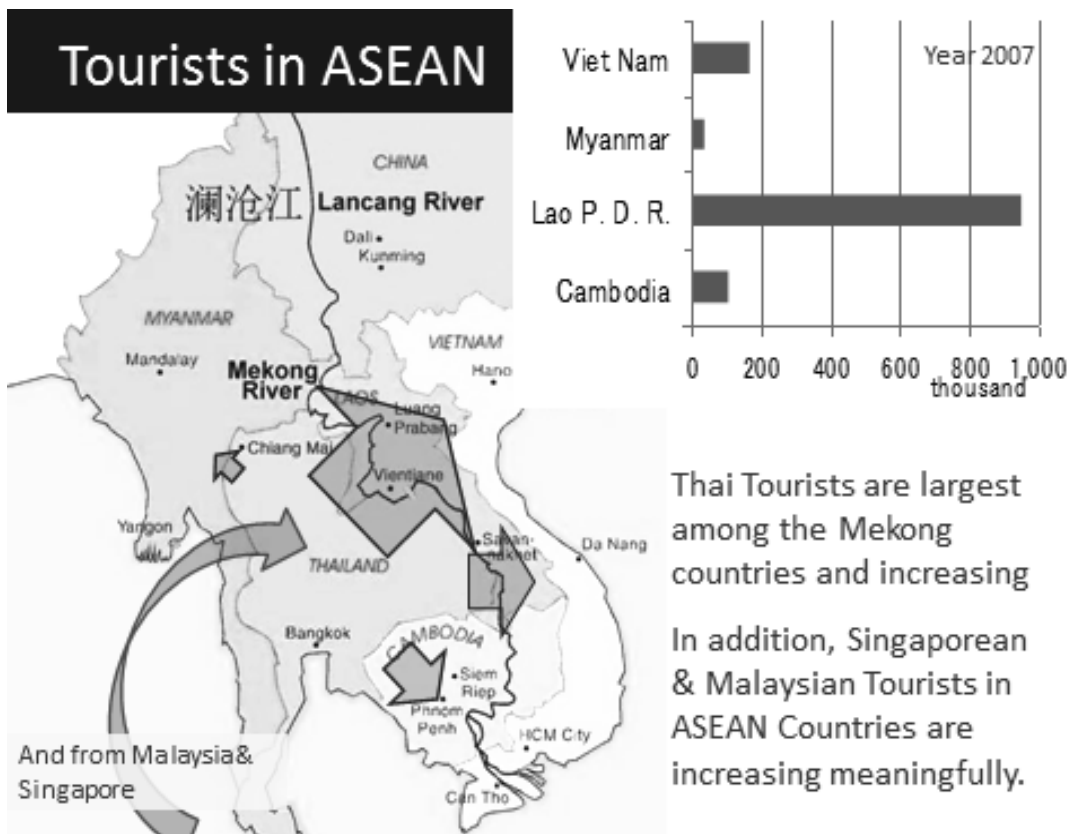 Tourists in ASEAN
Year 2007
Viet Nam
Myanmar
Lao P. D. R.
Cambodia
0 200 400 600 800 1,000
thousand
CHINA
澜沧江 Lancang River
Dali
Kunming
MYANMAR
Mandalay
VIETNAM
Hano
Mekong
River
LAOS
Luang
Prabang
Chiang Mai
Vientiane
Yangon
THAILAND
Savan-
nakhet
Da Nang
Bangkok
CAMBODIA
Siem
Riep
Phnom
Penh
HCM City
Can Tho
And from Malaysia&
Singapore
Thai Tourists are largest
among the Mekong
countries and increasing
In addition, Singaporean
& Malaysian Tourists in
ASEAN Countries are
increasing meaningfully.